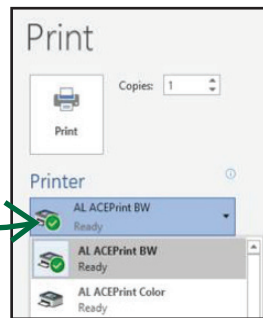 Print
Copies: 1
Print
Printer
AL ACEPrint BW
Ready
AL ACEPrint BW
Ready
AL ACEPrint Color
Ready